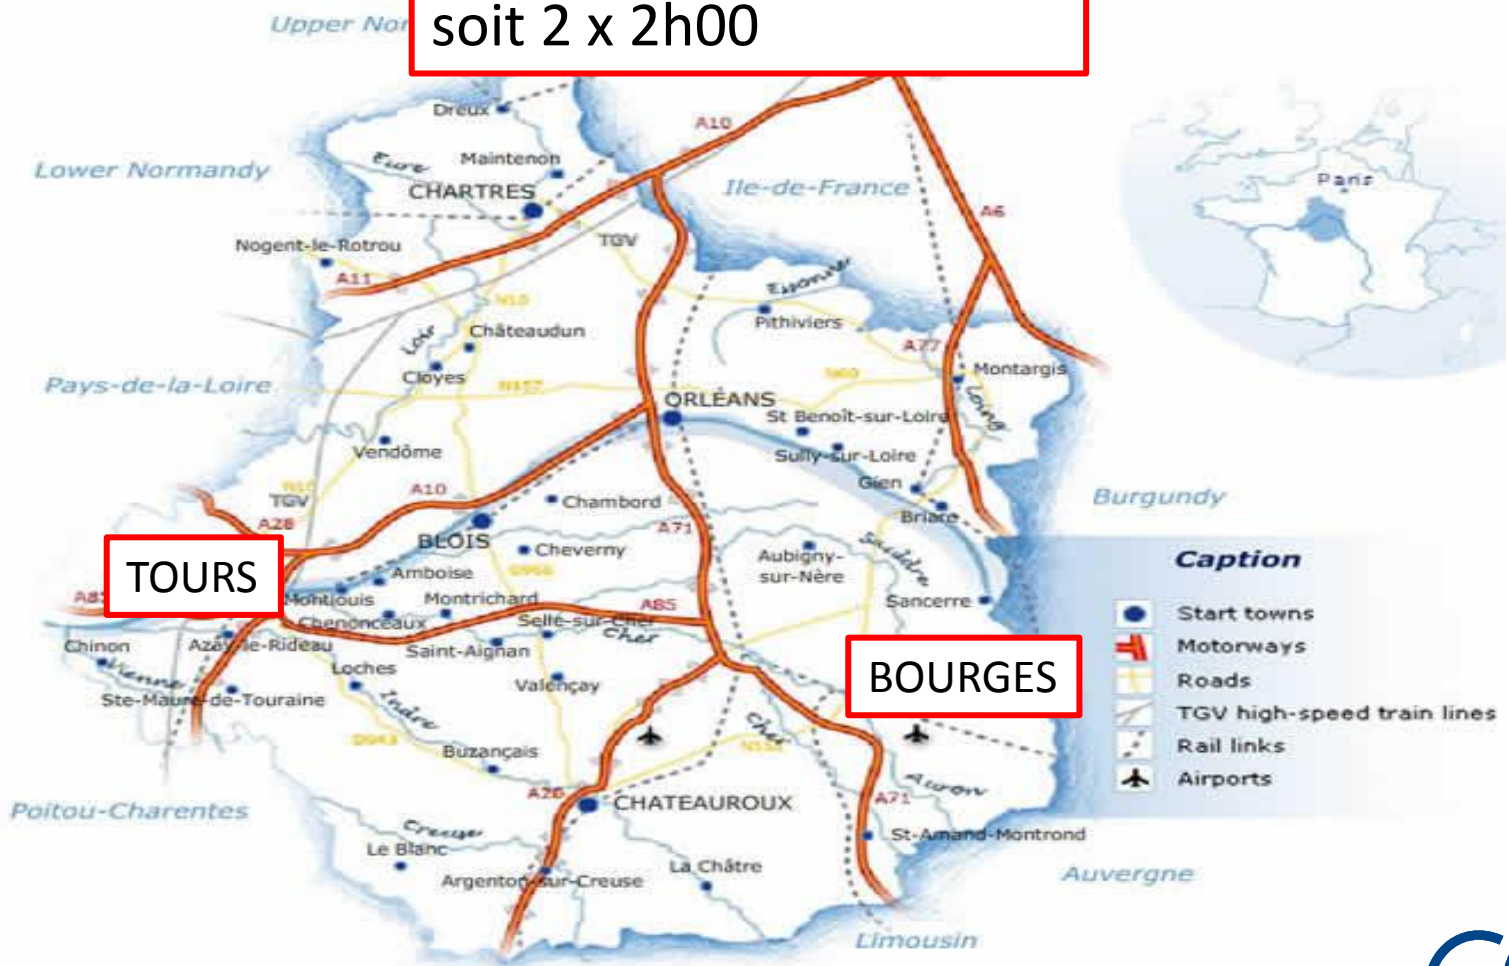 soit 2 x 2h00
Upper Nor
Dreux
A10
Lower Normandy
Eure
Maintenon
CHARTRES
Ile-de-France
Paris
A6
Nogent-le-Rotrou
TGV
A11
Essonne
N10
Loir
Châteaudun
Pithiviers
A77
Pays-de-la-Loire
Cloyes
N157
N60
Montargis
Loing
ORLÉANS
St Benoît-sur-Loire
Vendôme
Sully-sur-Loire
Gien
N10
TGV
A10
Chambord
Burgundy
Briare
A28
A71
BLOIS
Cheverny
Aubigny-
sur-Nère
Sauldre
Caption
TOURS
Amboise
Montlouis
Montrichard
A85
Sancerre
Start towns
Chenonceaux
Selle-sur-Cher
Cher
Chinon
Azay-le-Rideau
Saint-Aignan
Motorways
Vienne
Loches
Valençay
BOURGES
Roads
Ste-Maure-de-Touraine
Indre
TGV high-speed train lines
Cher
D943
Buzançais
Rail links
Airports
Auron
Poitou-Charentes
CHATEAUROUX
A71
Creuse
St-Amand-Montrond
Le Blanc
La Châtre
Argenton-sur-Creuse
Auvergne
Limousin